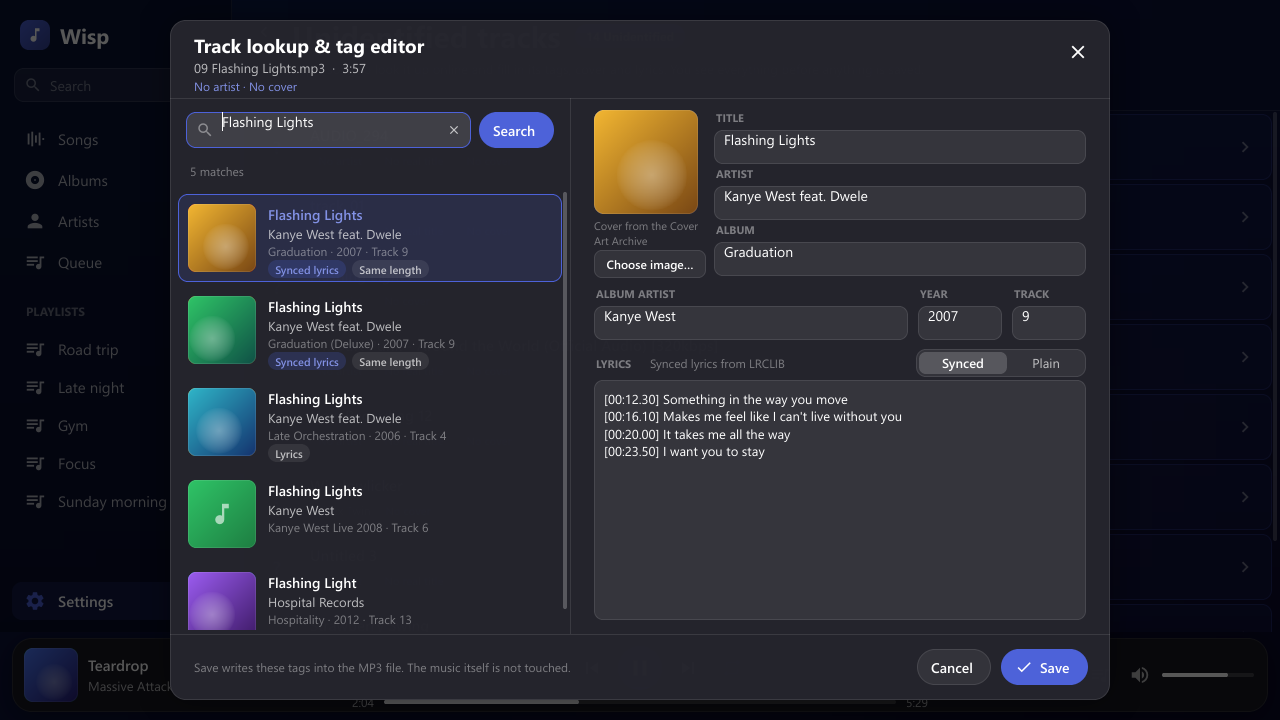 Wisp
Search
Songs
Albums
Artists
Queue
PLAYLISTS
Road trip
Late night
Gym
Focus
Sunday morning
Settings
Teardrop
Massive Attack
2:04
5:29
Track lookup & tag editor
09 Flashing Lights.mp3 · 3:57
No artist · No cover
Flashing Lights
Search
5 matches
Flashing Lights
Kanye West feat. Dwele
Graduation · 2007 · Track 9
Synced lyrics Same length
Flashing Lights
Kanye West feat. Dwele
Graduation (Deluxe) · 2007 · Track 9
Synced lyrics Same length
Flashing Lights
Kanye West feat. Dwele
Late Orchestration · 2006 · Track 4
Lyrics
Flashing Lights
Kanye West
Kanye West Live 2008 · Track 6
Flashing Light
Hospital Records
Hospitality · 2012 · Track 13
Cover from the Cover
Art Archive
Choose image...
TITLE
Flashing Lights
ARTIST
Kanye West feat. Dwele
ALBUM
Graduation
ALBUM ARTIST
Kanye West
YEAR
2007
TRACK
9
LYRICS Synced lyrics from LRCLIB
Synced Plain
[00:12.30] Something in the way you move
[00:16.10] Makes me feel like I can't live without you
[00:20.00] It takes me all the way
[00:23.50] I want you to stay
Save writes these tags into the MP3 file. The music itself is not touched.
Cancel
Save